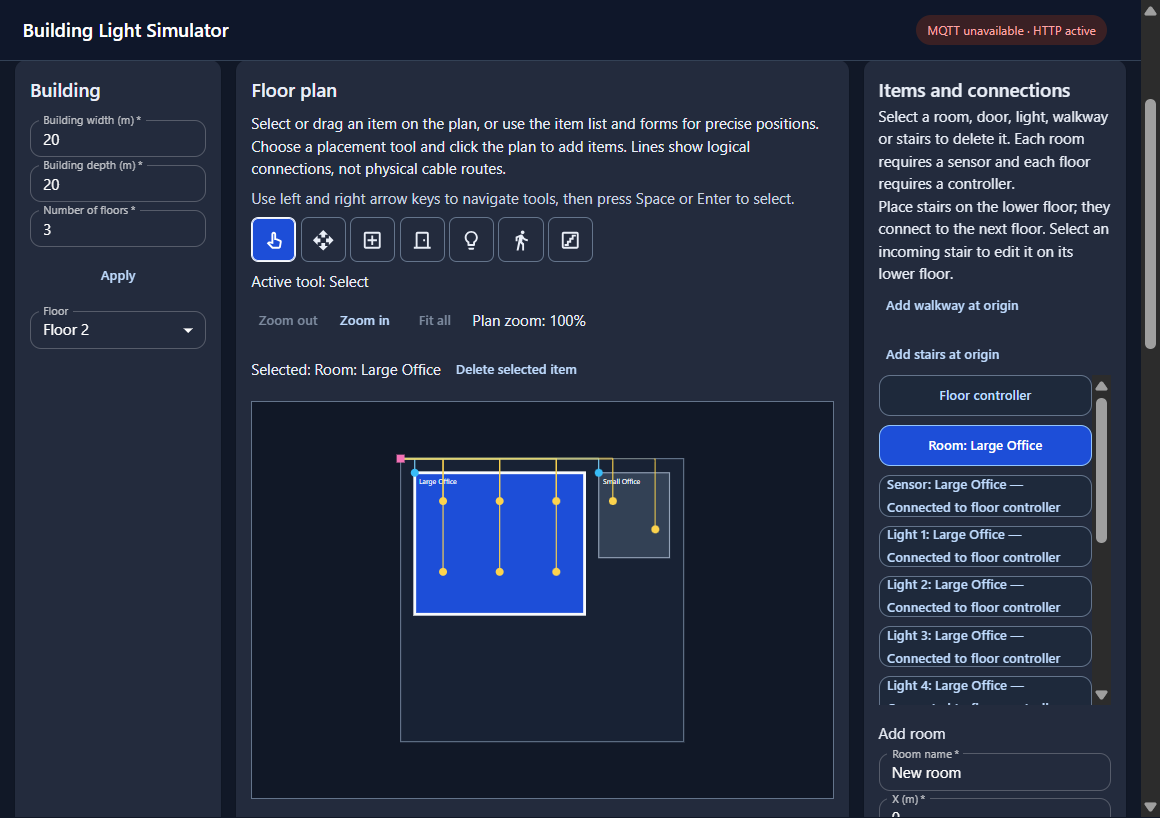 Building Light Simulator
MQTT unavailable · HTTP active
Building
Building width (m) *
20
Building depth (m) *
20
Number of floors *
3
Apply
Floor
Floor 2
Floor plan
Select or drag an item on the plan, or use the item list and forms for precise positions.
Choose a placement tool and click the plan to add items. Lines show logical
connections, not physical cable routes.
Use left and right arrow keys to navigate tools, then press Space or Enter to select.
Active tool: Select
Zoom out
Zoom in
Fit all
Plan zoom: 100%
Selected: Room: Large Office
Delete selected item
Large Office
Small Office
Items and connections
Select a room, door, light, walkway
or stairs to delete it. Each room
requires a sensor and each floor
requires a controller.
Place stairs on the lower floor; they
connect to the next floor. Select an
incoming stair to edit it on its
lower floor.
Add walkway at origin
Add stairs at origin
Floor controller
Room: Large Office
Sensor: Large Office —
Connected to floor controller
Light 1: Large Office —
Connected to floor controller
Light 2: Large Office —
Connected to floor controller
Light 3: Large Office —
Connected to floor controller
Light 4: Large Office —
Add room
Room name *
New room
X (m) *